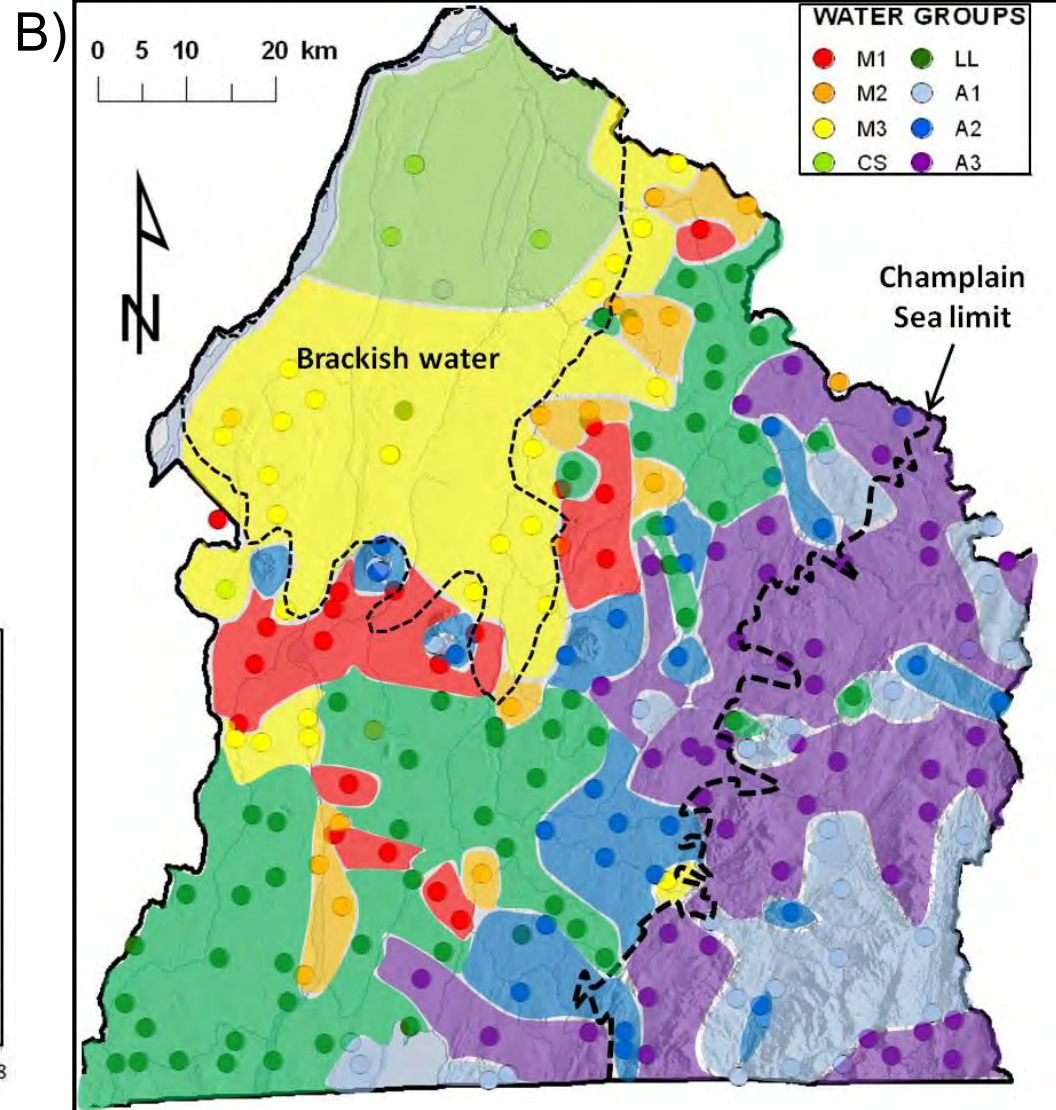 B)
0 5 10 20 km
WATER GROUPS
M1 LL
M2 A1
M3 A2
CS A3
N
Champlain
Sea limit
Brackish water
8